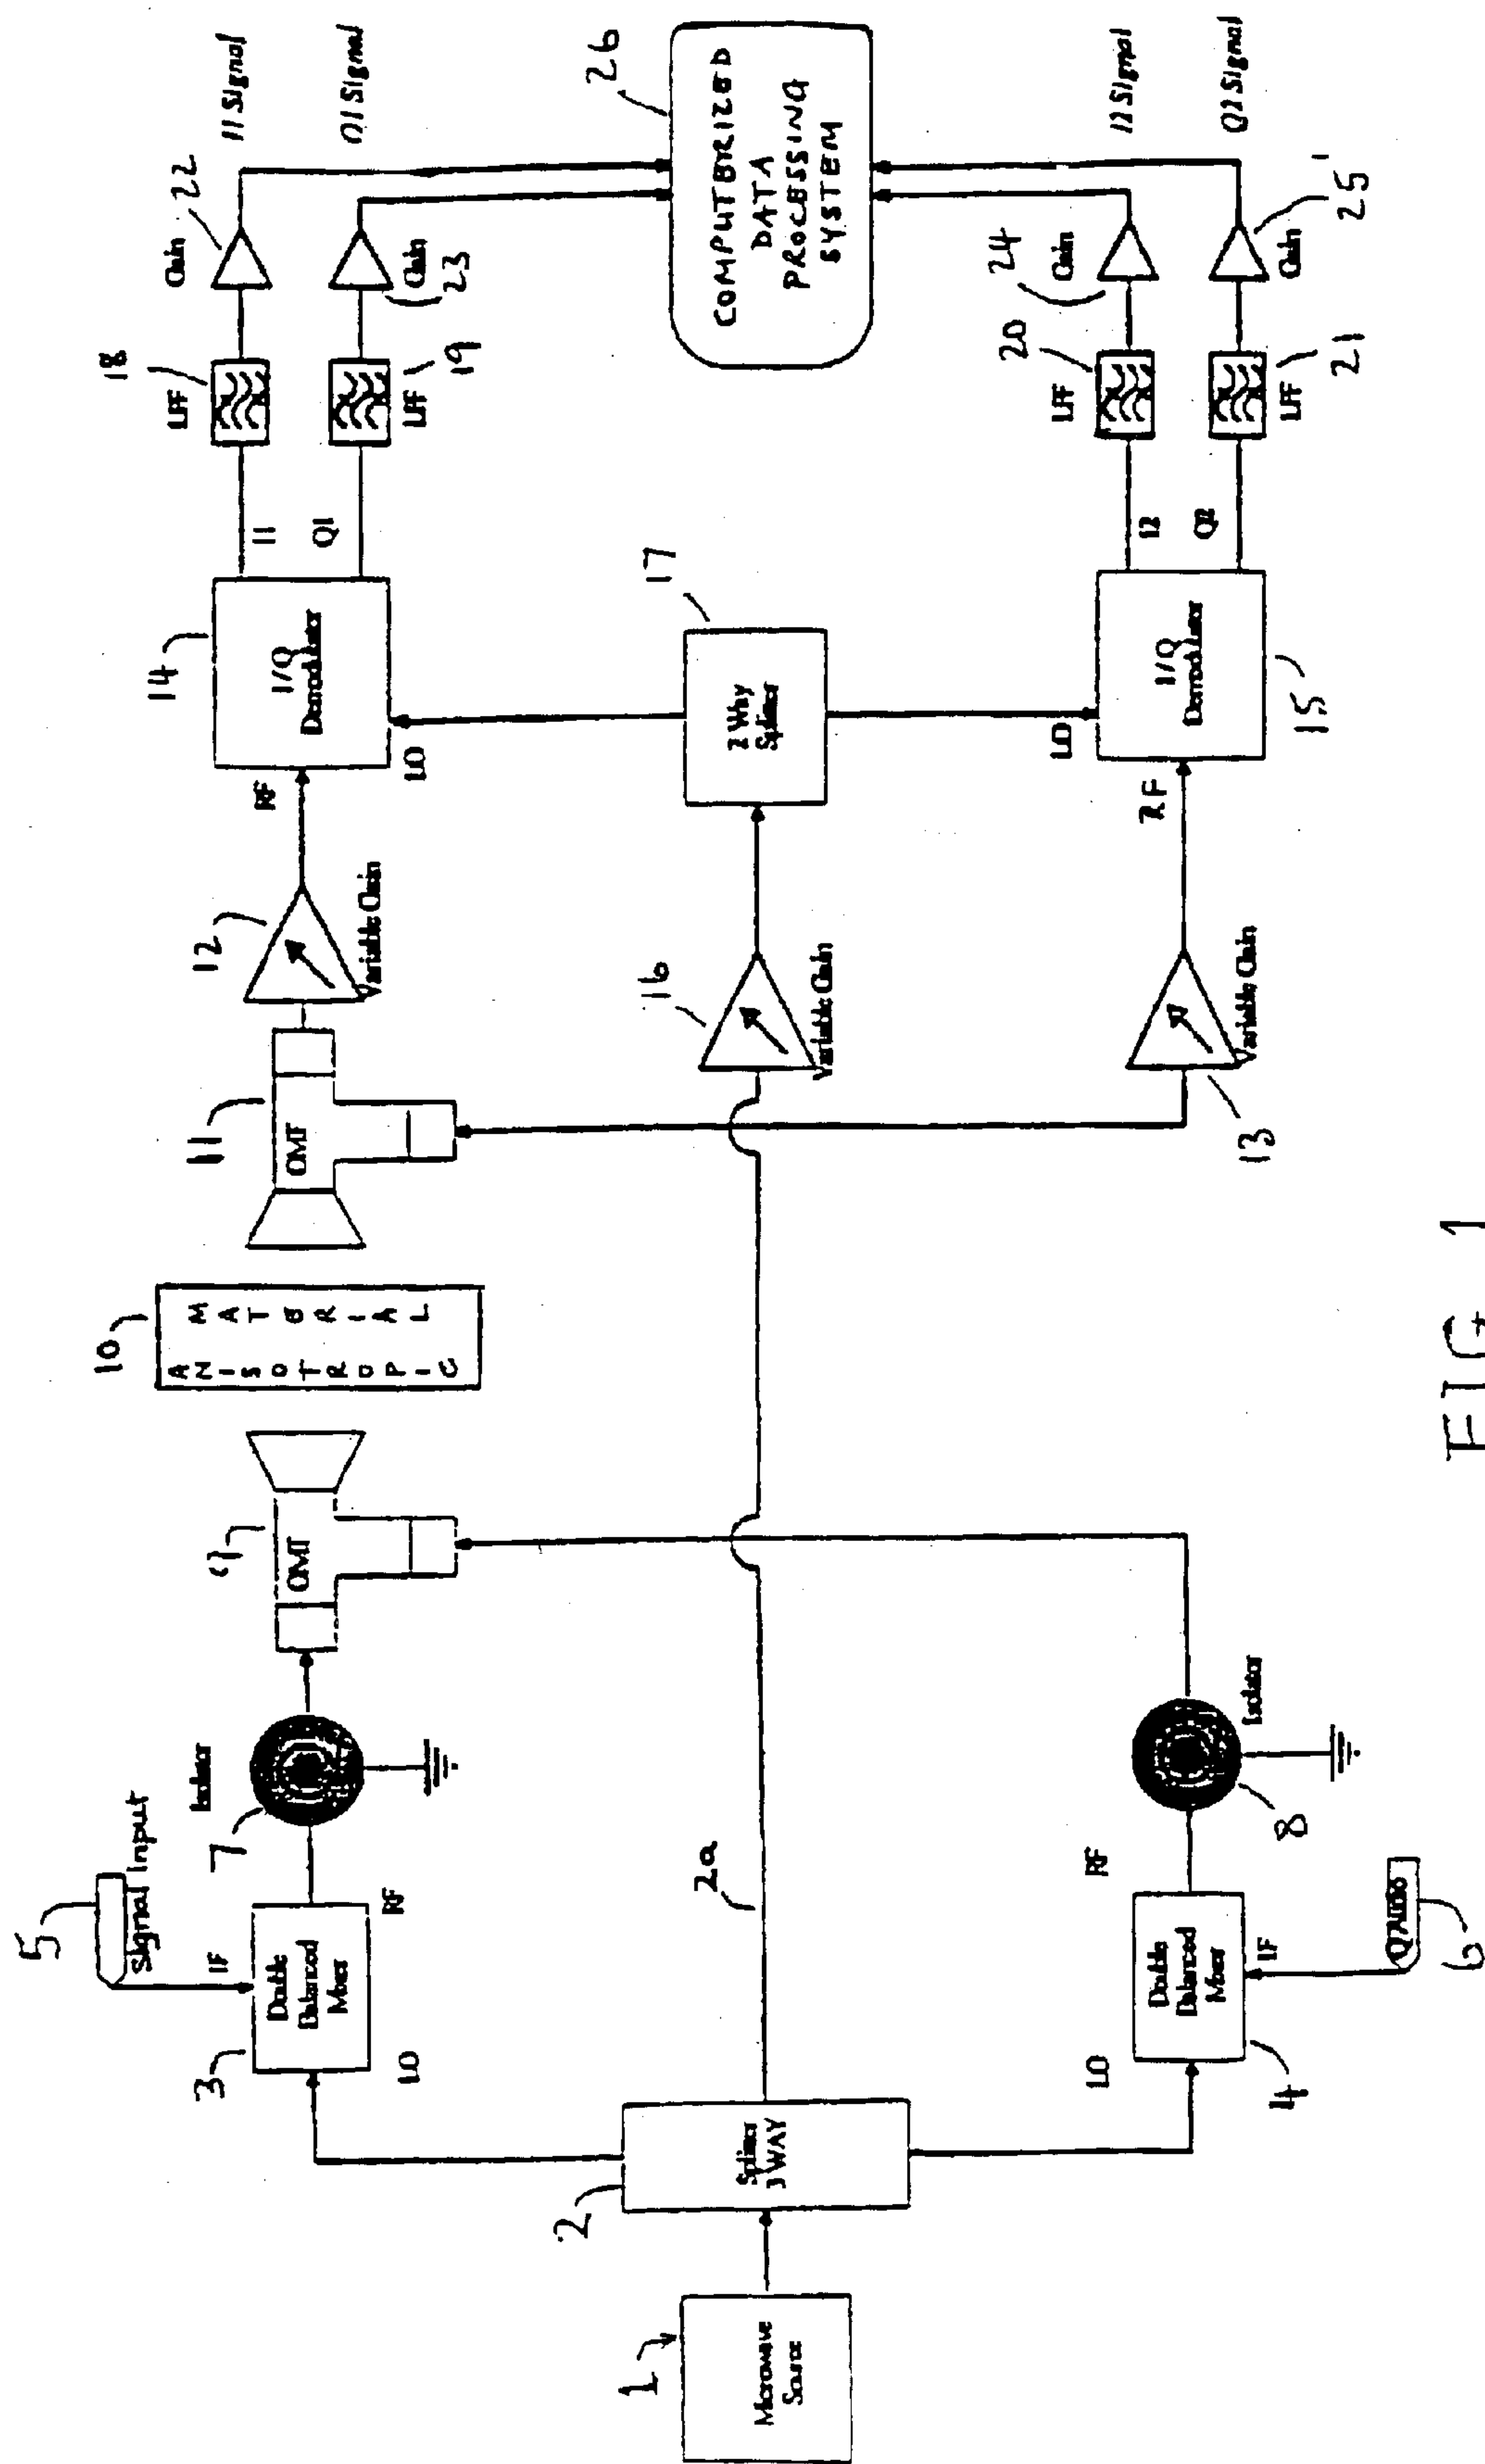 1
Microwave
Source
2
Splitter
3 WAY
2a
3
Double
Balanced
Mixer
LO
IF
RF
5
Signal Input
4
Double
Balanced
Mixer
LO
IF
RF
6
7
Isolator
8
Isolator
9
OMT
10
ANISOTROPIC
MATERIAL
11
OMT
12
Variable Gain
16
Variable Gain
13
Variable Gain
RF
LO
14
I/Q
Demodulator
17
2 Way
Splitter
LO
RF
15
I/Q
Demodulator
I1
Q1
I2
Q2
18
LPF
19
LPF
20
LPF
21
LPF
22
Gain
23
Gain
24
Gain
25
Gain
I1 Signal
Q1 Signal
26
COMPUTERIZED
DATA
PROCESSING
SYSTEM
I2 Signal
Q2 Signal
FIG 1